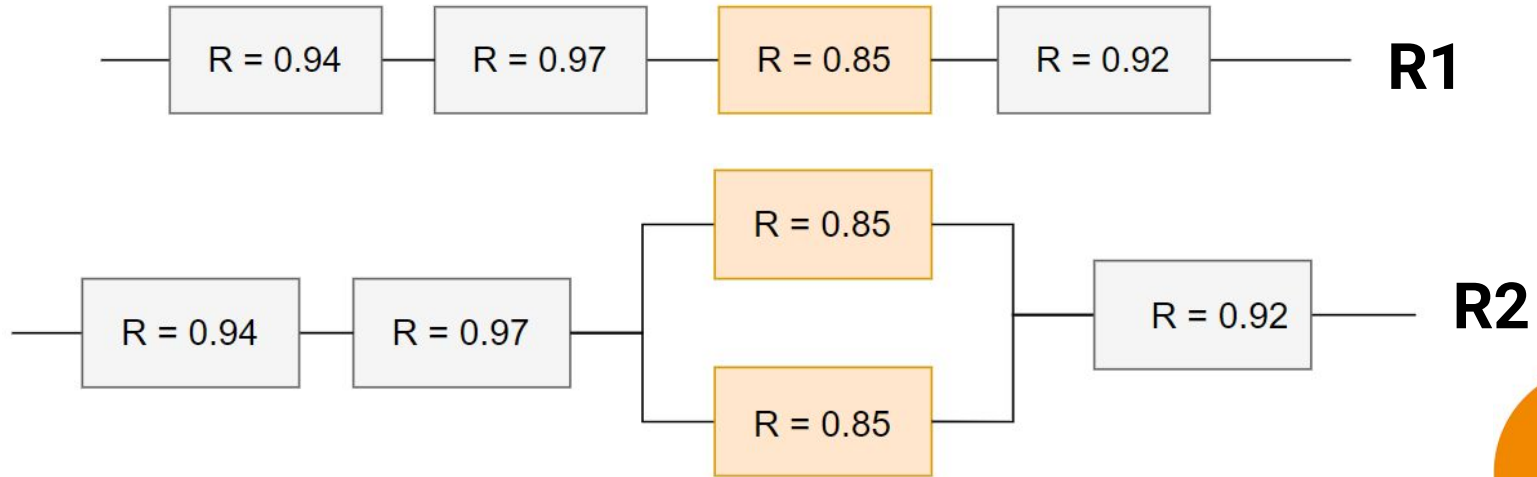 R = 0.94 R = 0.97 R = 0.85 R = 0.92 R1
R = 0.85
R = 0.94 R = 0.97 R = 0.92 R2
R = 0.85